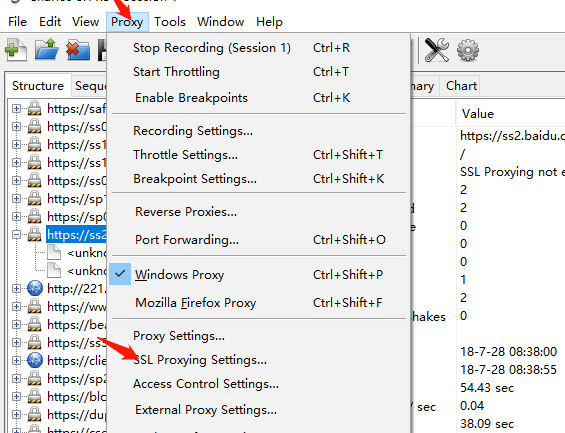 File Edit View Proxy Tools Window Help
Stop Recording (Session 1) Ctrl+R
Start Throttling Ctrl+T
Enable Breakpoints Ctrl+K
Recording Settings...
Throttle Settings... Ctrl+Shift+T
Breakpoint Settings... Ctrl+Shift+K
Reverse Proxies...
Port Forwarding... Ctrl+Shift+O
Windows Proxy Ctrl+Shift+P
Mozilla Firefox Proxy Ctrl+Shift+F
Proxy Settings...
SSL Proxying Settings...
Access Control Settings...
External Proxy Settings...
Structure
Chart
https://saf
https://ss0
https://ss1
https://ss1
https://ss0
https://sp1
https://sp0
https://ss2
<unkno
<unkno
http://221.
https://ww
https://bea
https://ss3
https://clie
https://sp2
https://blo
https://dup
Value
https://ss2.baidu.c
/
SSL Proxying not e
2
2
0
0
0
1
2
hakes 0
18-7-28 08:38:00
18-7-28 08:38:55
54.43 sec
/ sec 0.04
38.09 sec